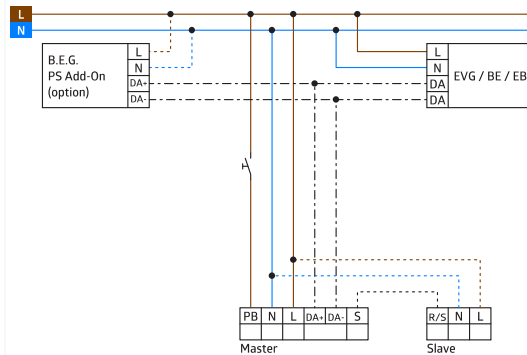 L
N
B.E.G.
PS Add-On
(option)
L
N
DA+
DA-
L
N
DA
DA
EVG / BE / EB
PB N L DA+ DA- S
R/S N L
Master
Slave